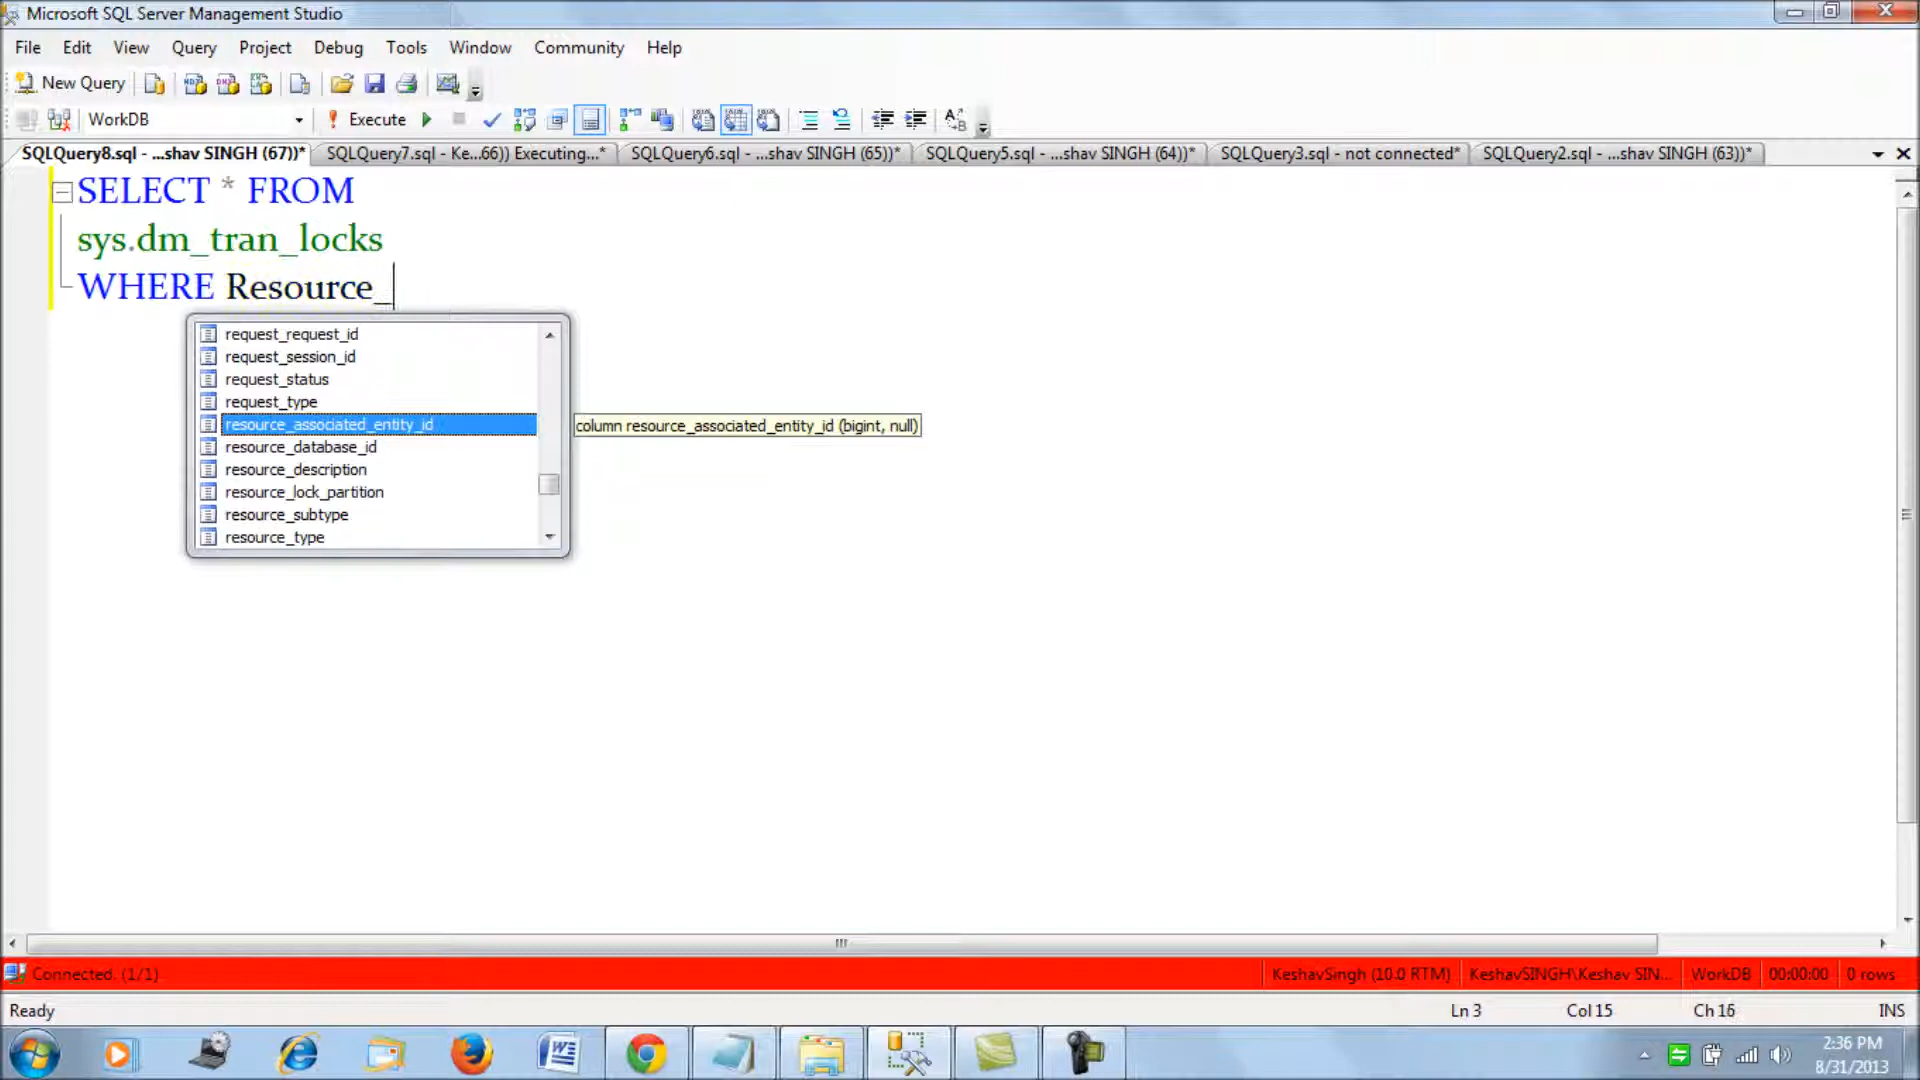 Microsoft SQL Server Management Studio
File Edit View Query Project Debug Tools Window Community Help
New Query
WorkDB Execute
SQLQuery8.sql - ...shav SINGH (67))* SQLQuery7.sql - Ke...66)) Executing...* SQLQuery6.sql - ...shav SINGH (65))* SQLQuery5.sql - ...shav SINGH (64))* SQLQuery3.sql - not connected* SQLQuery2.sql - ...shav SINGH (63))*
SELECT * FROM
sys.dm_tran_locks
WHERE Resource_
request_request_id
request_session_id
request_status
request_type
resource_associated_entity_id column resource_associated_entity_id (bigint, null)
resource_database_id
resource_description
resource_lock_partition
resource_subtype
resource_type
Connected. (1/1) KeshavSingh (10.0 RTM) KeshavSINGH\Keshav SIN... WorkDB 00:00:00 0 rows
Ready Ln 3 Col 15 Ch 16 INS
2:36 PM
8/31/2013